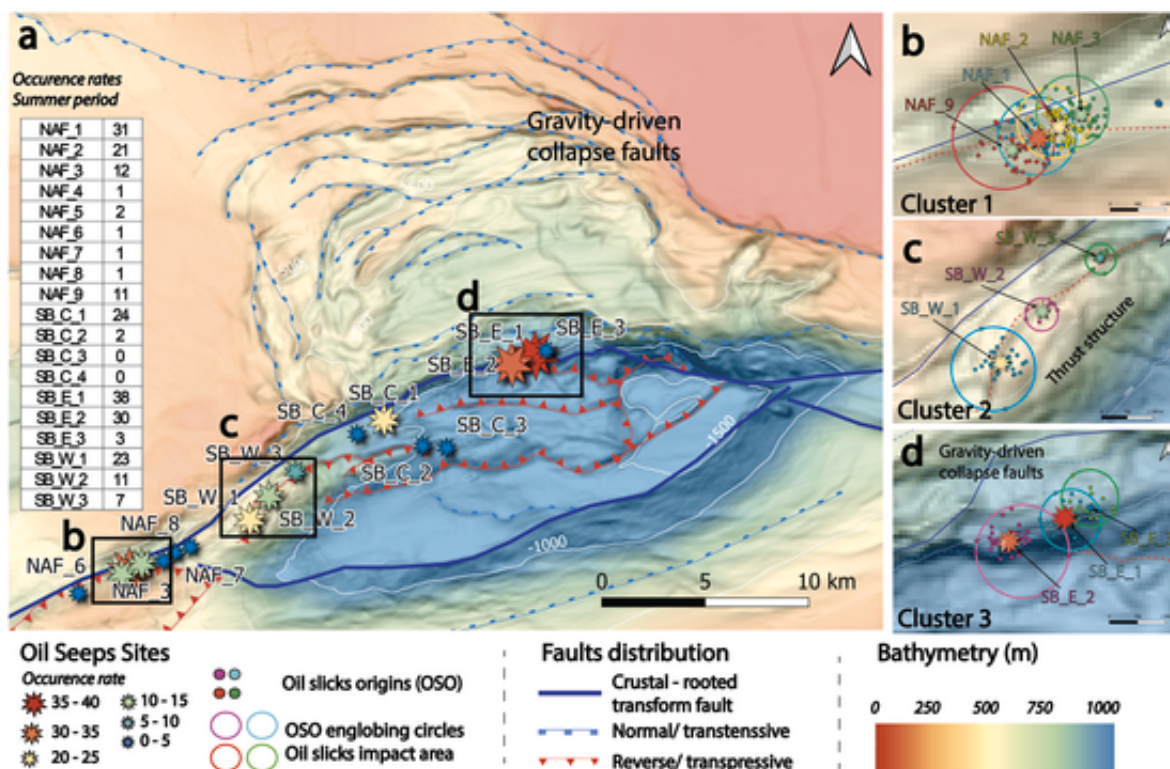 a
Occurence rates
Summer period
NAF_1 31
NAF_2 21
NAF_3 12
NAF_4 1
NAF_5 2
NAF_6 1
NAF_7 1
NAF_8 1
NAF_9 11
SB_C_1 24
SB_C_2 2
SB_C_3 0
SB_C_4 0
SB_E_1 38
SB_E_2 30
SB_E_3 3
SB_W_1 23
SB_W_2 11
SB_W_3 7
Gravity-driven
collapse faults
d
SB_E_1
SB_E_3
SB_E_2
SB_C_1
SB_C_4
SB_C_3
c
SB_W_3
SB_C_2
SB_W_1
SB_W_2
-1500
-1000
b
NAF_8
NAF_6
NAF_7
NAF_3
0 5 10 km
b
NAF_2
NAF_3
NAF_1
NAF_9
Cluster 1
c
SB_W_3
SB_W_2
SB_W_1
Thrust structure
Cluster 2
d
Gravity-driven
collapse faults
SB_E_3
SB_E_1
SB_E_2
Cluster 3
Oil Seeps Sites
Occurence rate
35 - 40
30 - 35
20 - 25
10 - 15
5 - 10
0 - 5
Oil slicks origins (OSO)
OSO englobing circles
Oil slicks impact area
Faults distribution
Crustal - rooted
transform fault
Normal/ transtenssive
Reverse/ transpressive
Bathymetry (m)
0 250 500 750 1000